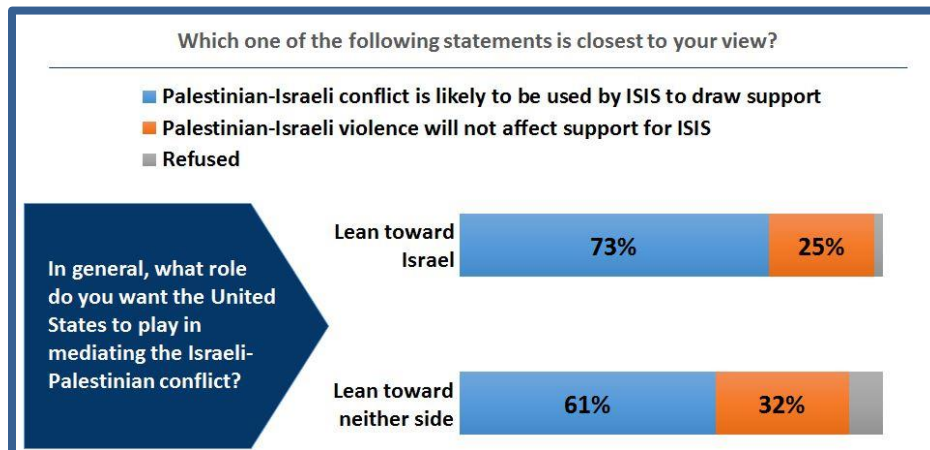 Which one of the following statements is closest to your view?
Palestinian-Israeli conflict is likely to be used by ISIS to draw support
Palestinian-Israeli violence will not affect support for ISIS
Refused
In general, what role
do you want the United
States to play in
mediating the Israeli-
Palestinian conflict?
Lean toward
Israel
73%
25%
Lean toward
neither side
61%
32%